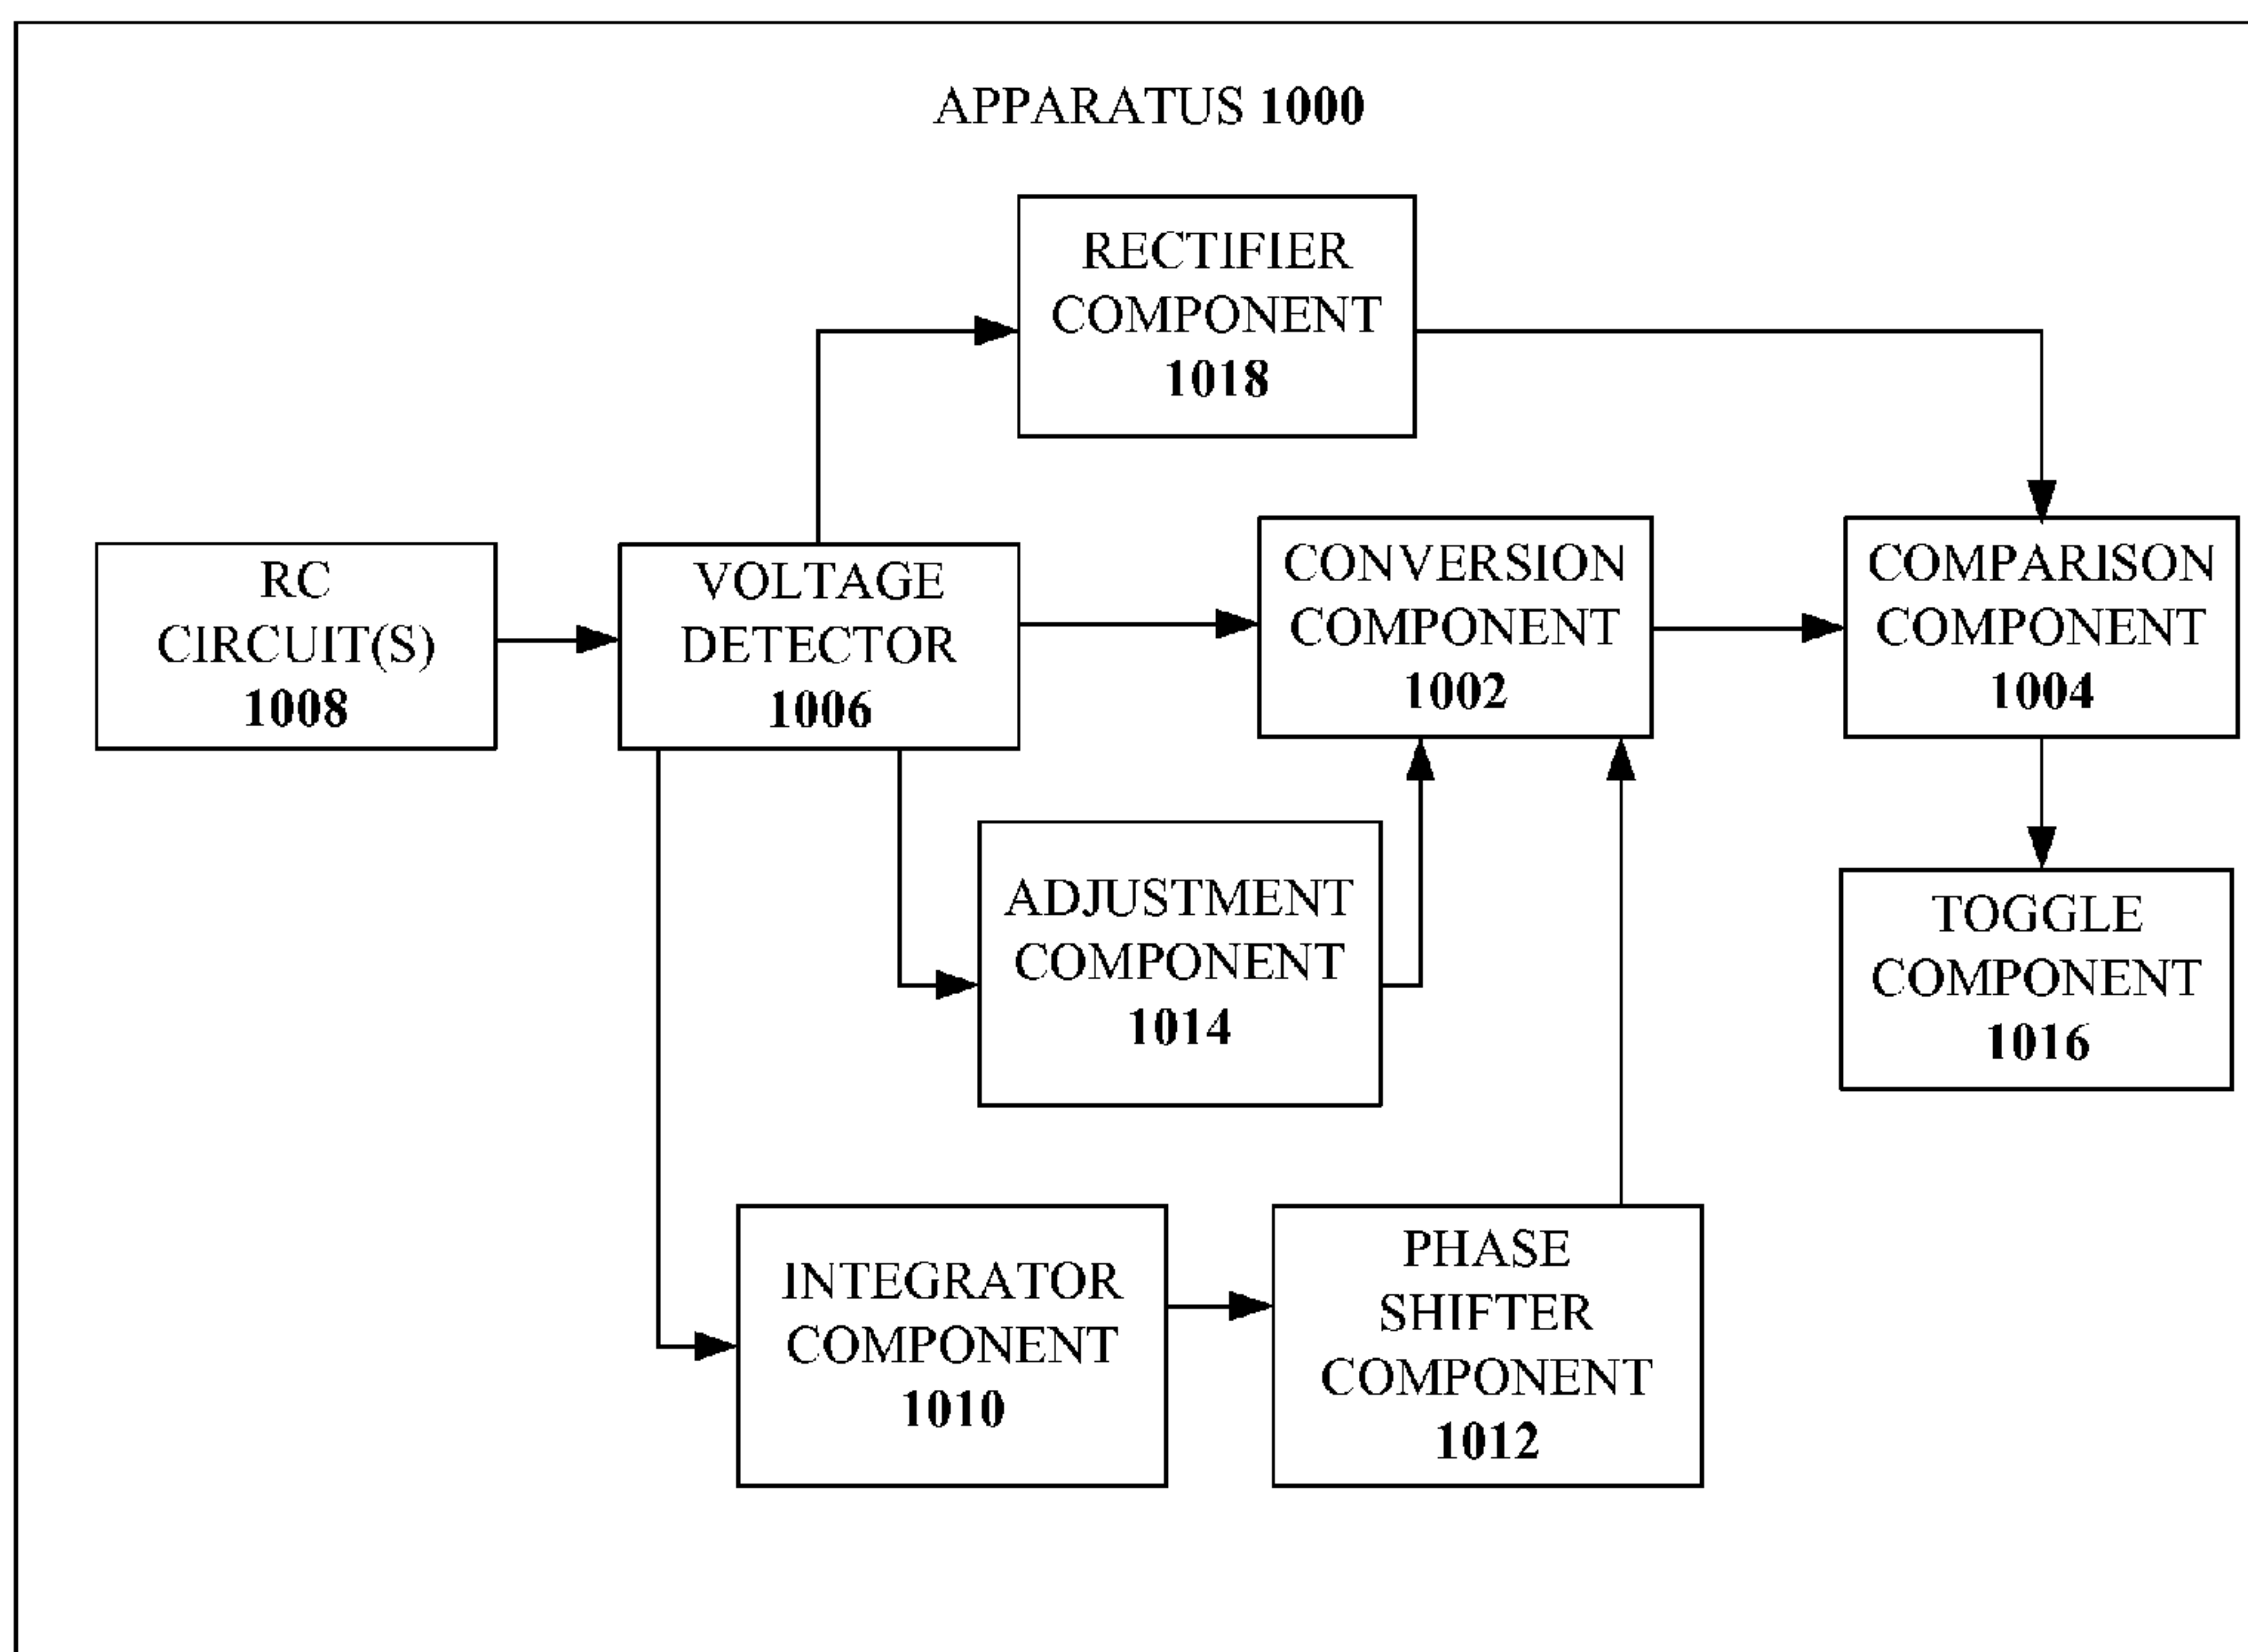 APPARATUS 1000
RECTIFIER
COMPONENT
1018
RC
CIRCUIT(S)
1008
VOLTAGE
DETECTOR
1006
CONVERSION
COMPONENT
1002
COMPARISON
COMPONENT
1004
ADJUSTMENT
COMPONENT
1014
TOGGLE
COMPONENT
1016
INTEGRATOR
COMPONENT
1010
PHASE
SHIFTER
COMPONENT
1012